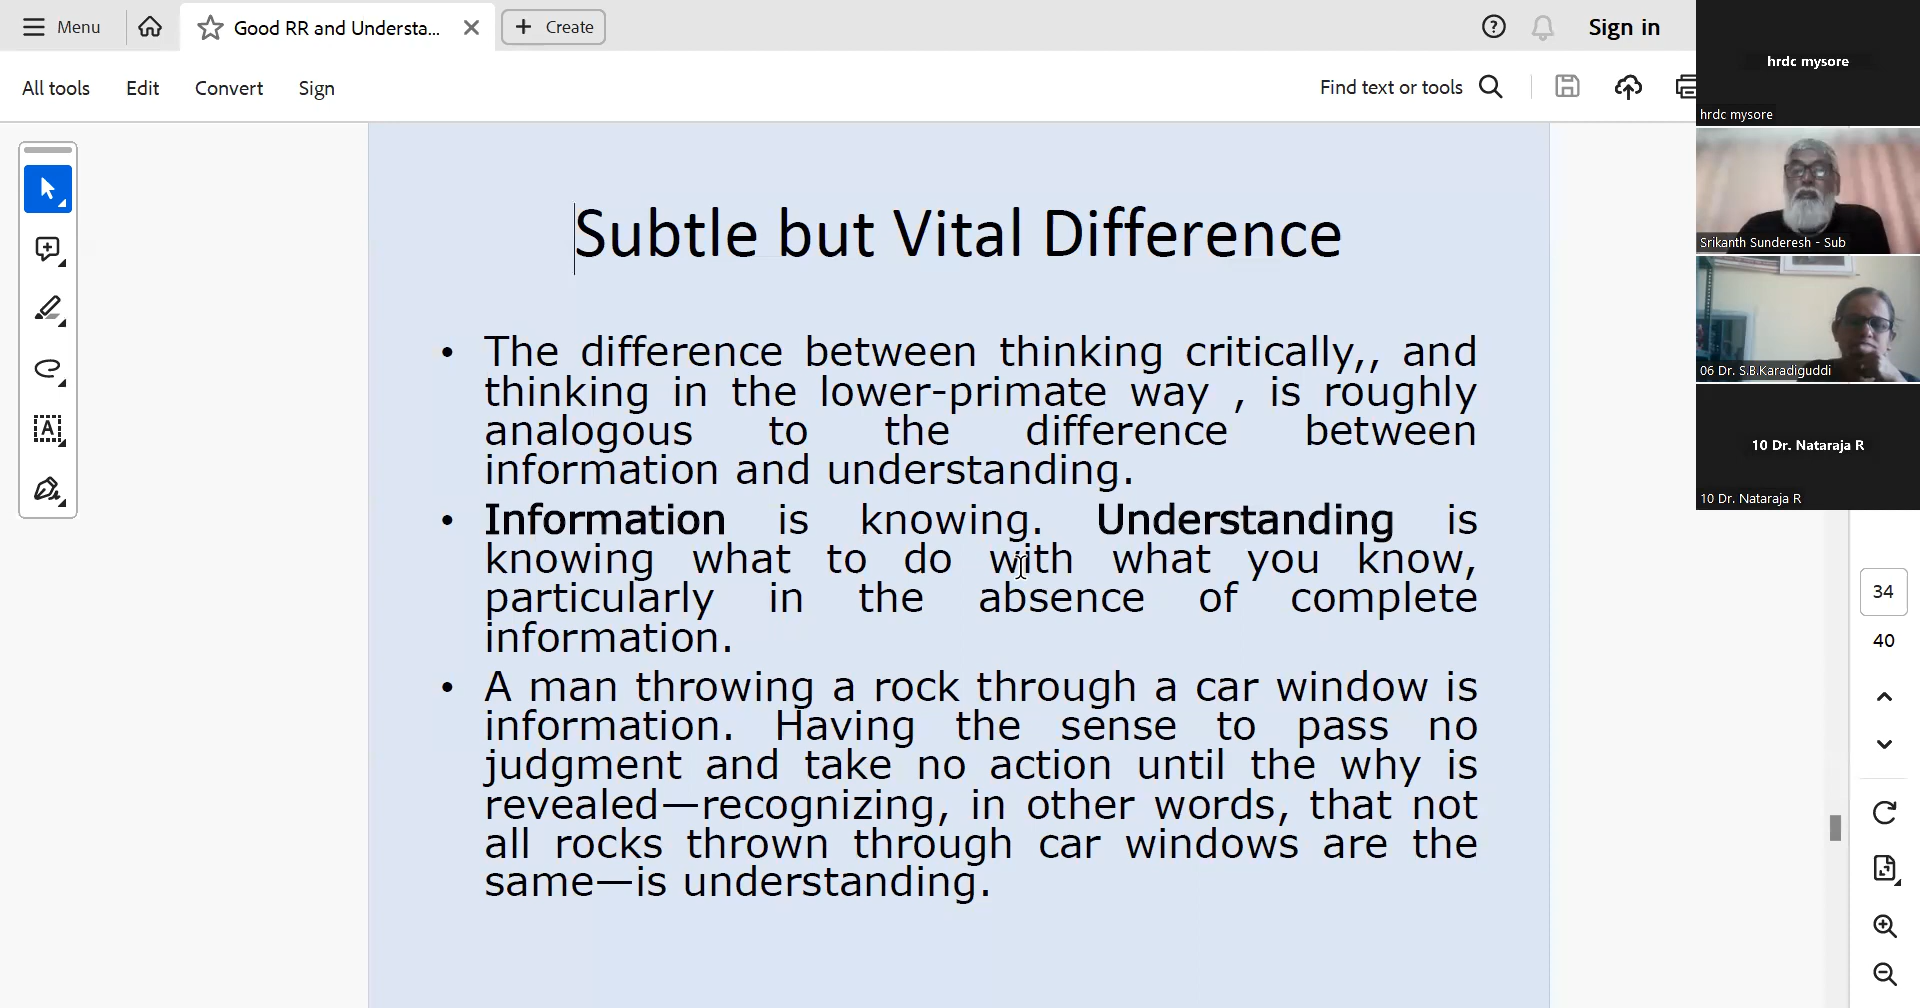 Menu
Good RR and Understa...
Create
Sign in
All tools
Edit
Convert
Sign
Find text or tools
hrdc mysore
hrdc mysore
Srikanth Sunderesh - Sub
06 Dr. S.B.Karadiguddi
10 Dr. Nataraja R
10 Dr. Nataraja R
Subtle but Vital Difference
• The difference between thinking critically,, and
thinking in the lower-primate way , is roughly
analogous to the difference between
information and understanding.
• Information is knowing. Understanding is
knowing what to do with what you know,
particularly in the absence of complete
information.
• A man throwing a rock through a car window is
information. Having the sense to pass no
judgment and take no action until the why is
revealed—recognizing, in other words, that not
all rocks thrown through car windows are the
same—is understanding.
34
40